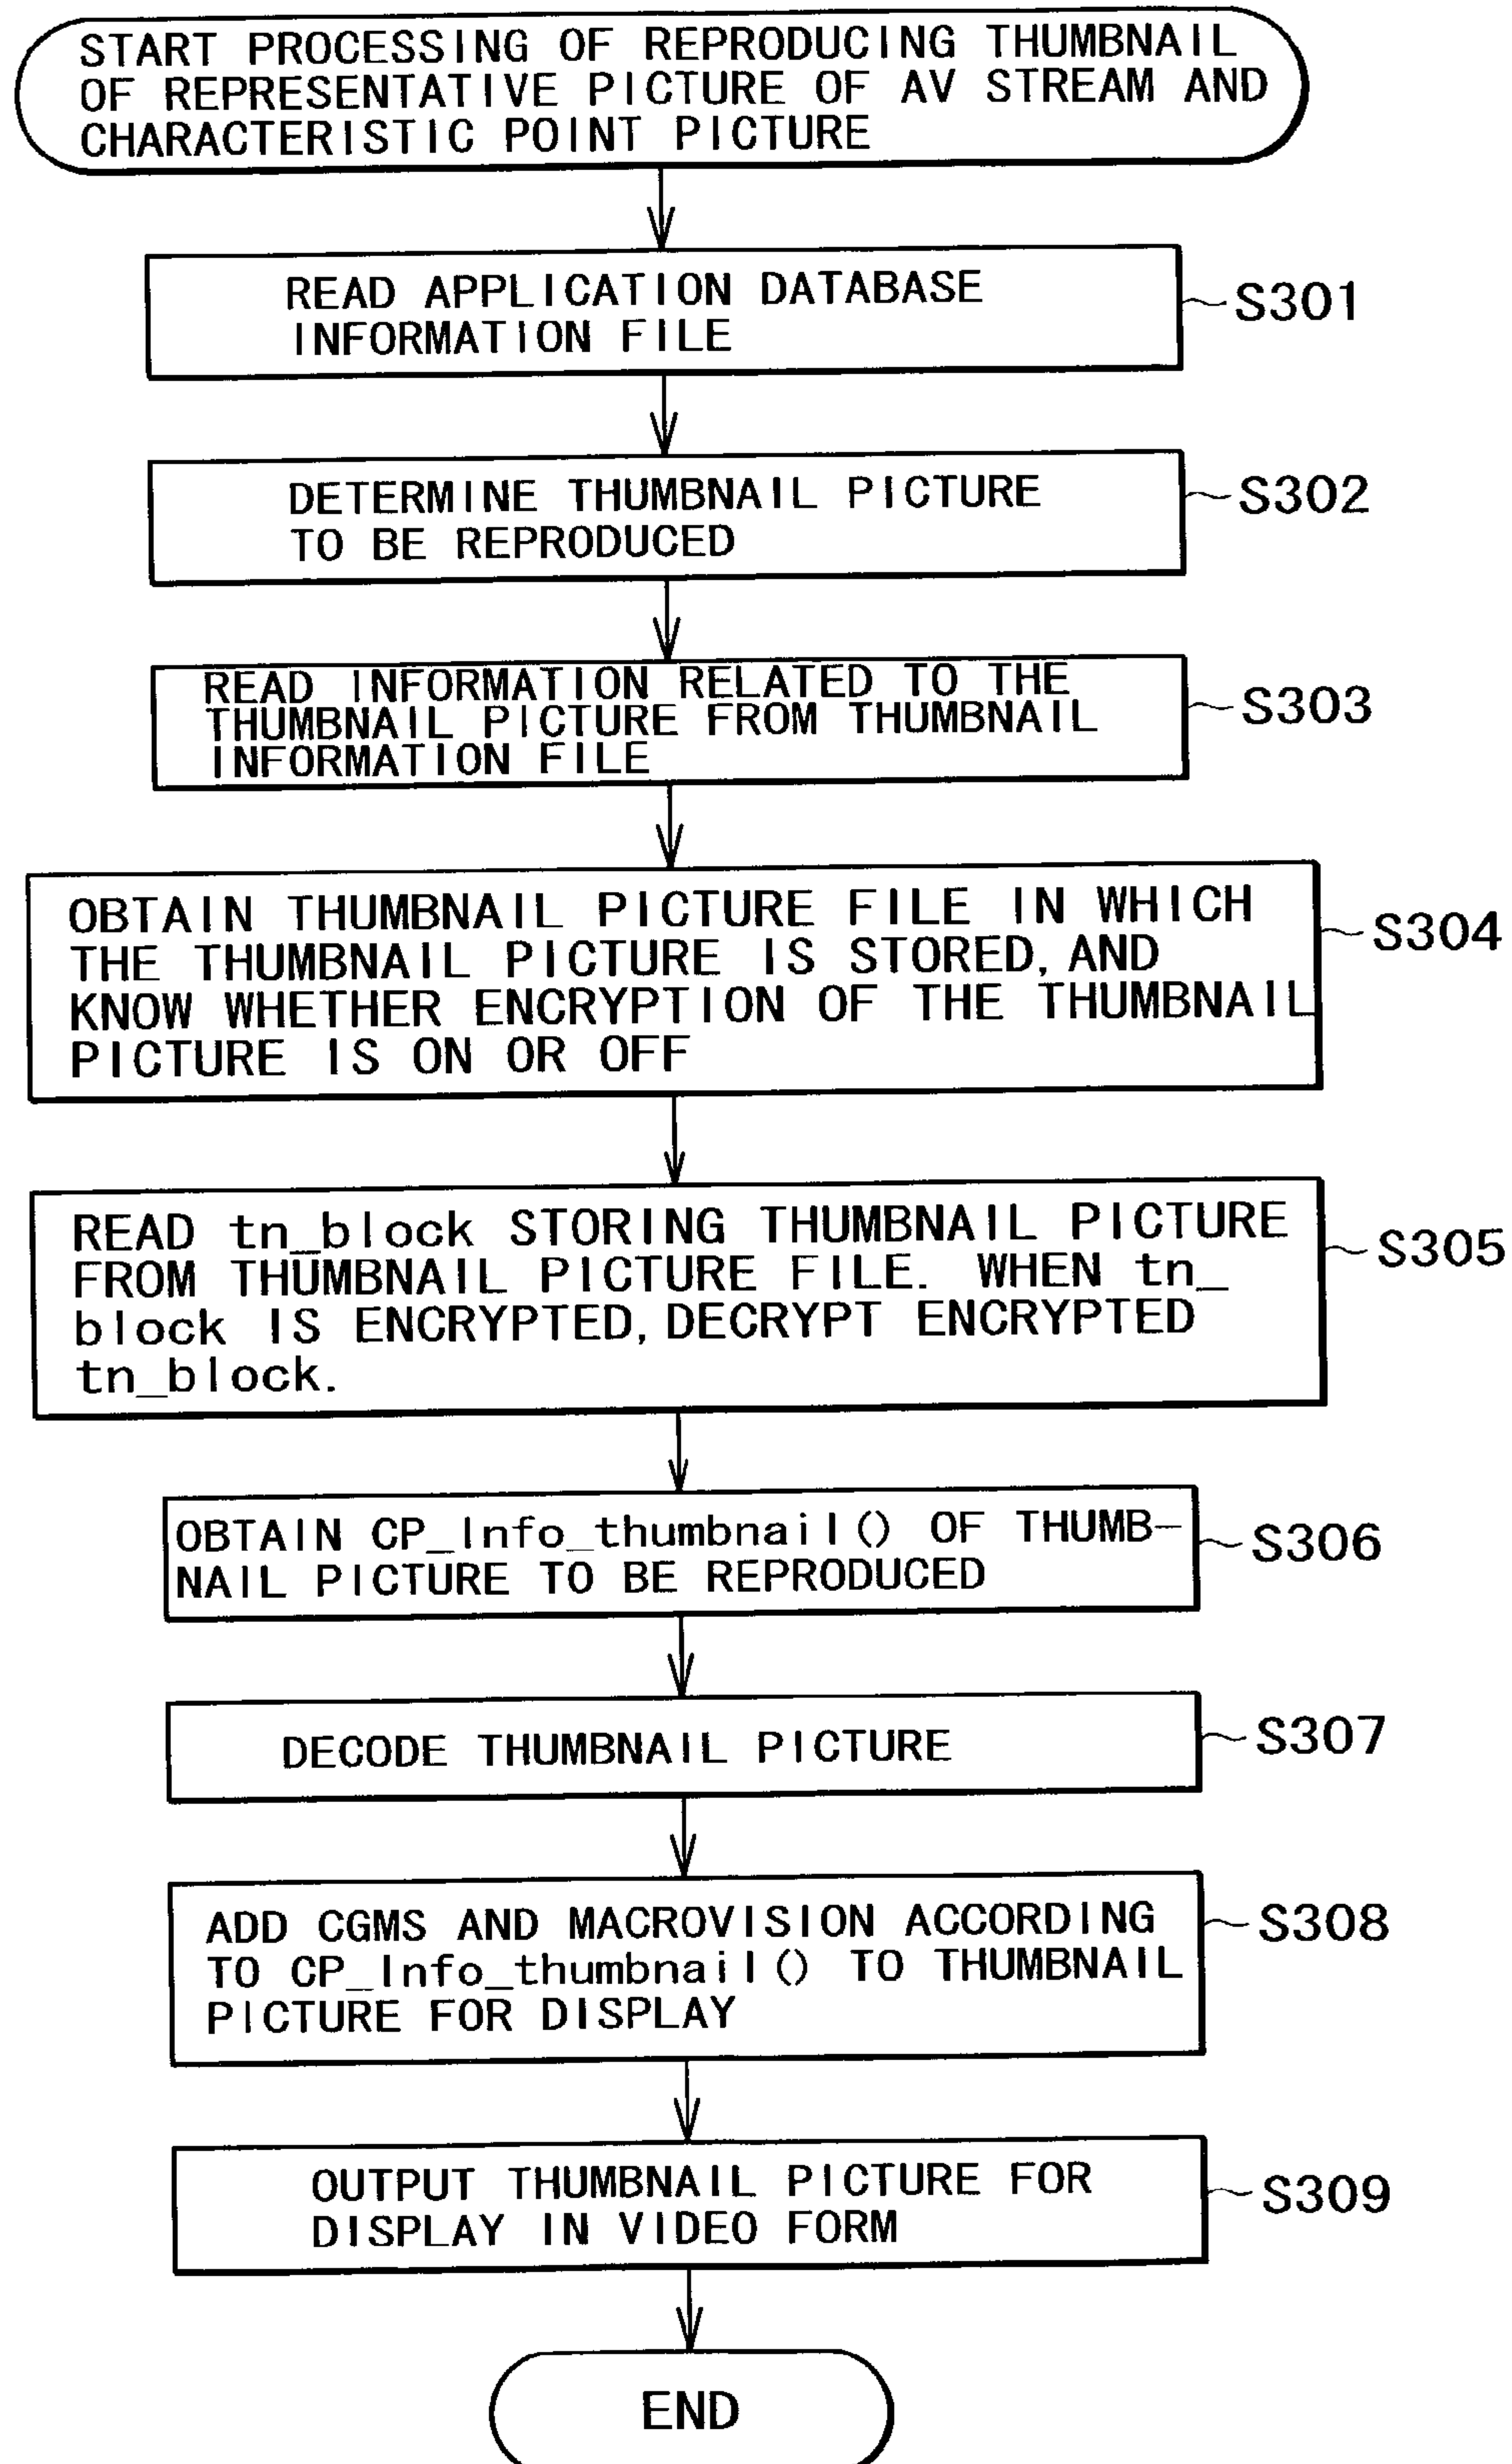 START PROCESSING OF REPRODUCING THUMBNAIL
OF REPRESENTATIVE PICTURE OF AV STREAM AND
CHARACTERISTIC POINT PICTURE
READ APPLICATION DATABASE
INFORMATION FILE
S301
DETERMINE THUMBNAIL PICTURE
TO BE REPRODUCED
S302
READ INFORMATION RELATED TO THE
THUMBNAIL PICTURE FROM THUMBNAIL
INFORMATION FILE
S303
OBTAIN THUMBNAIL PICTURE FILE IN WHICH
THE THUMBNAIL PICTURE IS STORED, AND
KNOW WHETHER ENCRYPTION OF THE THUMBNAIL
PICTURE IS ON OR OFF
S304
READ tn_block STORING THUMBNAIL PICTURE
FROM THUMBNAIL PICTURE FILE. WHEN tn_
block IS ENCRYPTED, DECRYPT ENCRYPTED
tn_block.
S305
OBTAIN CP_Info_thumbnail() OF THUMB-
NAIL PICTURE TO BE REPRODUCED
S306
DECODE THUMBNAIL PICTURE
S307
ADD CGMS AND MACROVISION ACCORDING
TO CP_Info_thumbnail() TO THUMBNAIL
PICTURE FOR DISPLAY
S308
OUTPUT THUMBNAIL PICTURE FOR
DISPLAY IN VIDEO FORM
S309
END